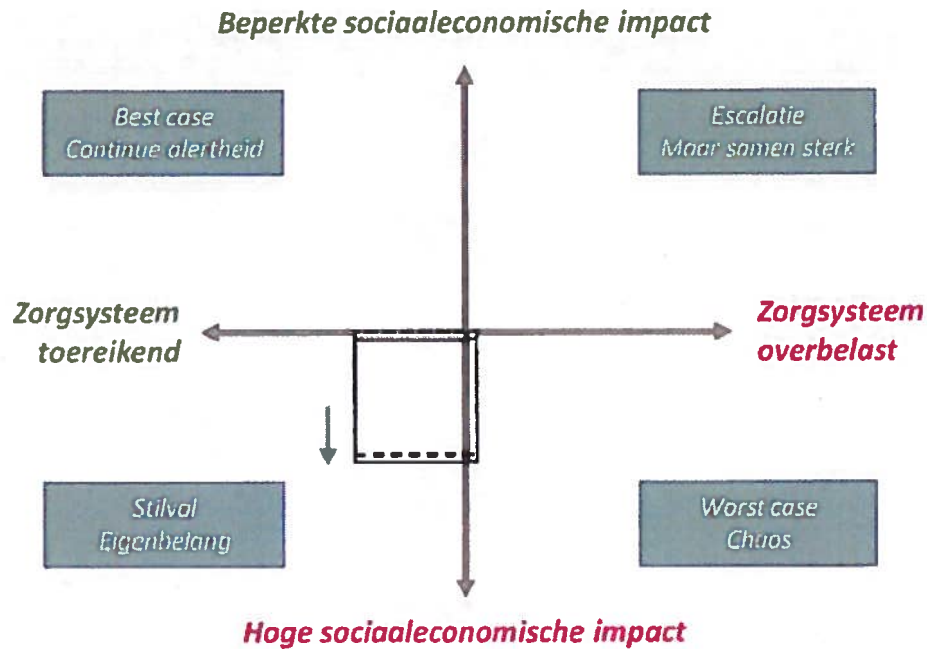 Beperkte sociaaleconomische impact
Best case
Continue alertheid
Escalatie
Maar samen sterk
Zorgsysteem
toereikend
Zorgsysteem
overbelast
Stilval
Eigenbelang
Worst case
Chaos
Hoge sociaaleconomische impact